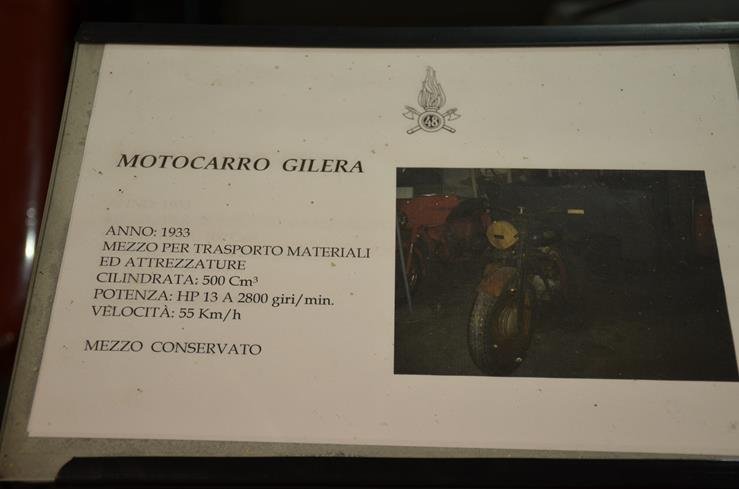 48
MOTOCARRO GILERA
ANNO: 1933
MEZZO PER TRASPORTO MATERIALI
ED ATTREZZATURE
CILINDRATA: 500 Cm³
POTENZA: HP 13 A 2800 giri/min.
VELOCITÀ: 55 Km/h
MEZZO CONSERVATO